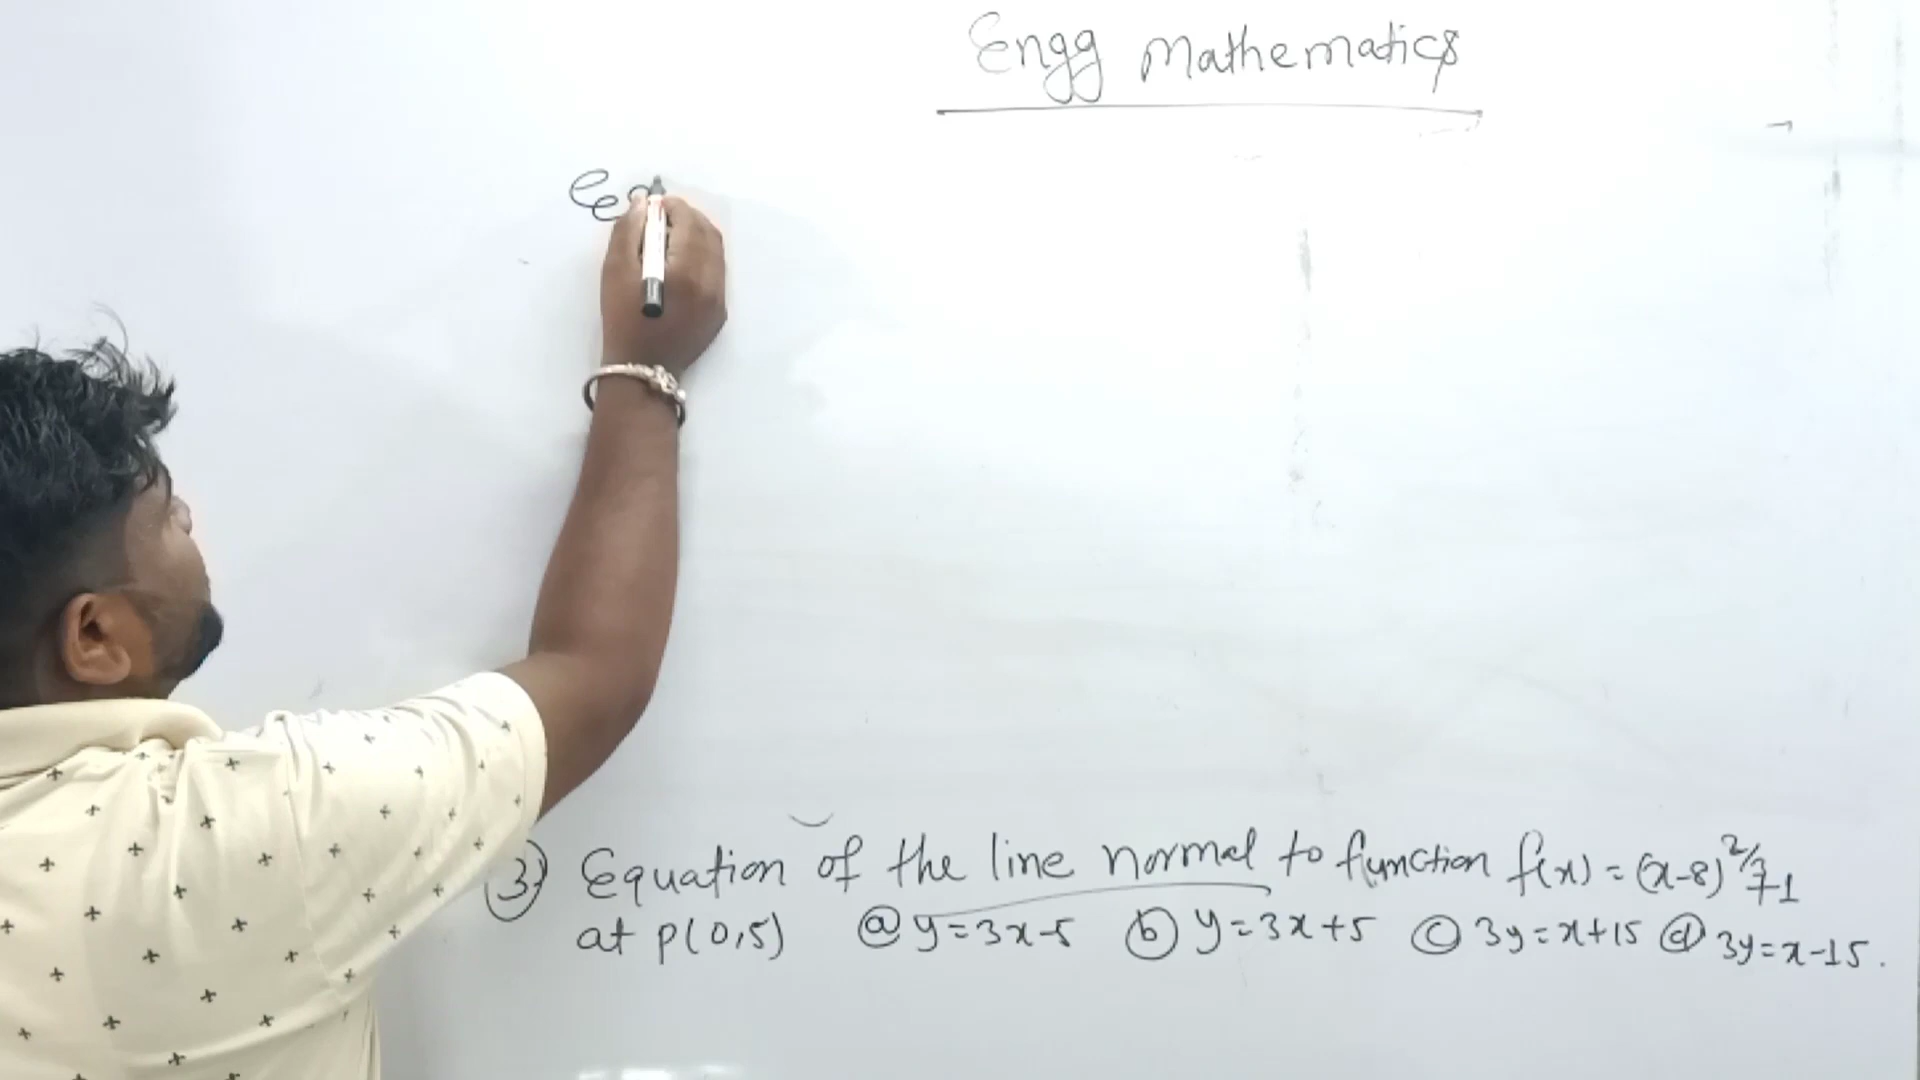 Engg Mathematics
3) Equation of the line normal to function f(x) = (x-8)^2/7-1
at P(0,5) (a) y=3x-5 (b) y=3x+5 (c) 3y=x+15 (d) 3y=x-15.